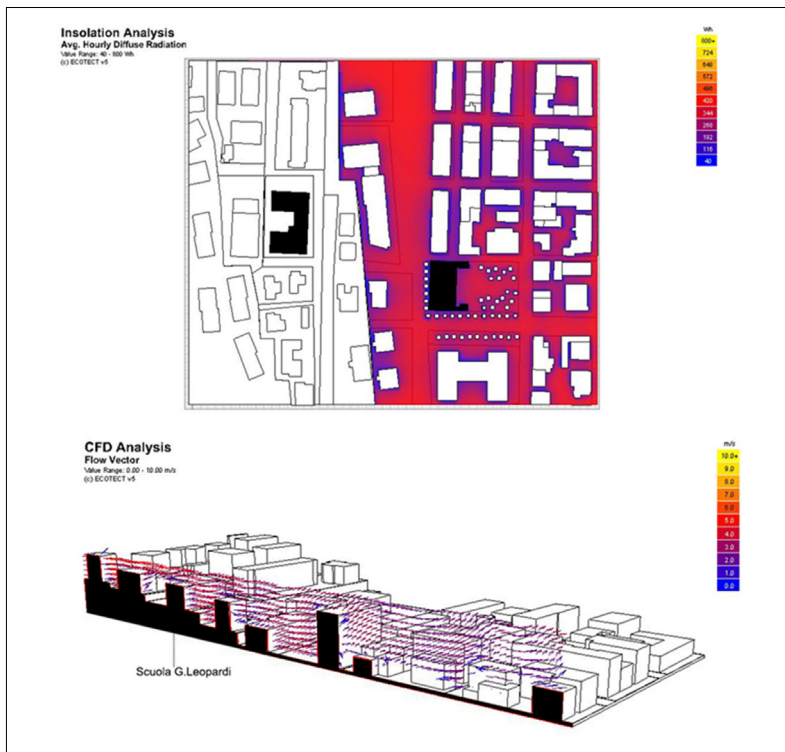 Insolation Analysis
Avg. Hourly Diffuse Radiation
Value Range: 40 - 800 Wh
(c) ECOTECT v5
Wh
800+
724
648
572
496
420
344
268
192
116
40
CFD Analysis
Flow Vector
Value Range: 0.00 - 10.00 m/s
(c) ECOTECT v5
m/s
10.0+
9.0
8.0
7.0
6.0
5.0
4.0
3.0
2.0
1.0
0.0
Scuola G.Leopardi